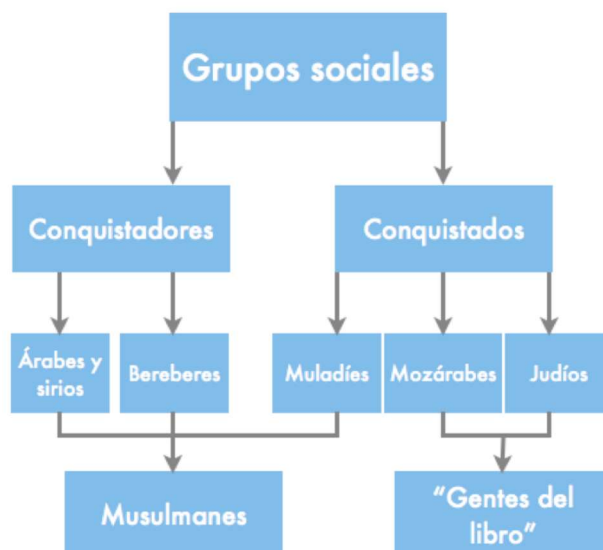 Grupos sociales
Conquistadores
Conquistados
Árabes y
sirios
Bereberes
Muladíes
Mozárabes
Judíos
Musulmanes
“Gentes del
libro”